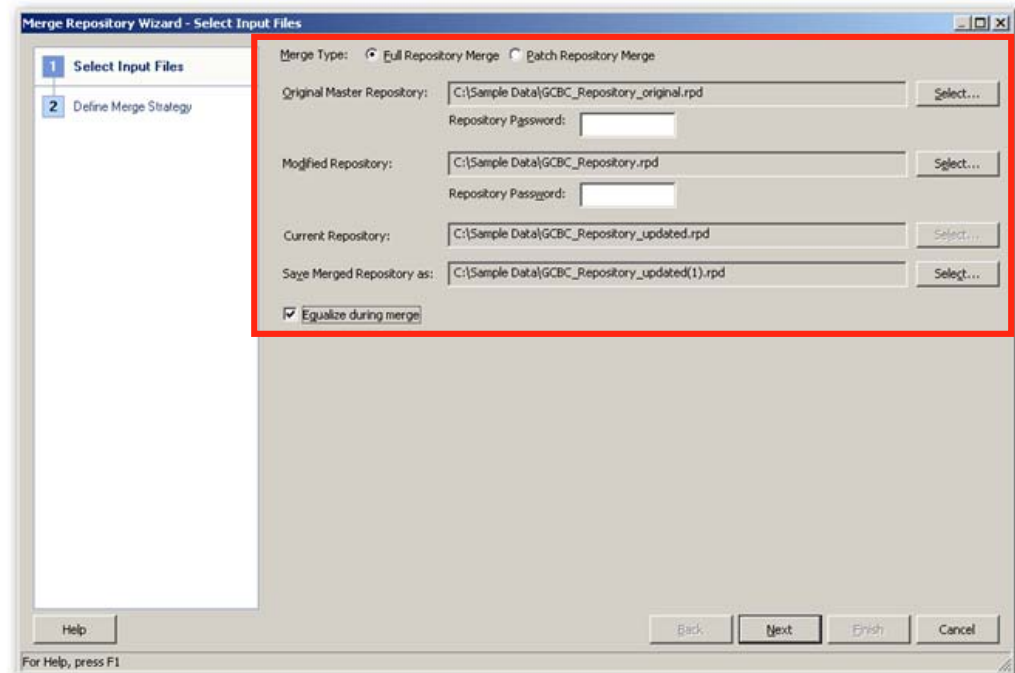 Merge Repository Wizard - Select Input Files
1 Select Input Files
2 Define Merge Strategy
Merge Type: Full Repository Merge Patch Repository Merge
Original Master Repository: C:\Sample Data\GCBC_Repository_original.rpd Select...
Repository Password:
Modified Repository: C:\Sample Data\GCBC_Repository.rpd Select...
Repository Password:
Current Repository: C:\Sample Data\GCBC_Repository_updated.rpd Select...
Save Merged Repository as: C:\Sample Data\GCBC_Repository_updated(1).rpd Select...
Equalize during merge
Help Back Next Finish Cancel
For Help, press F1